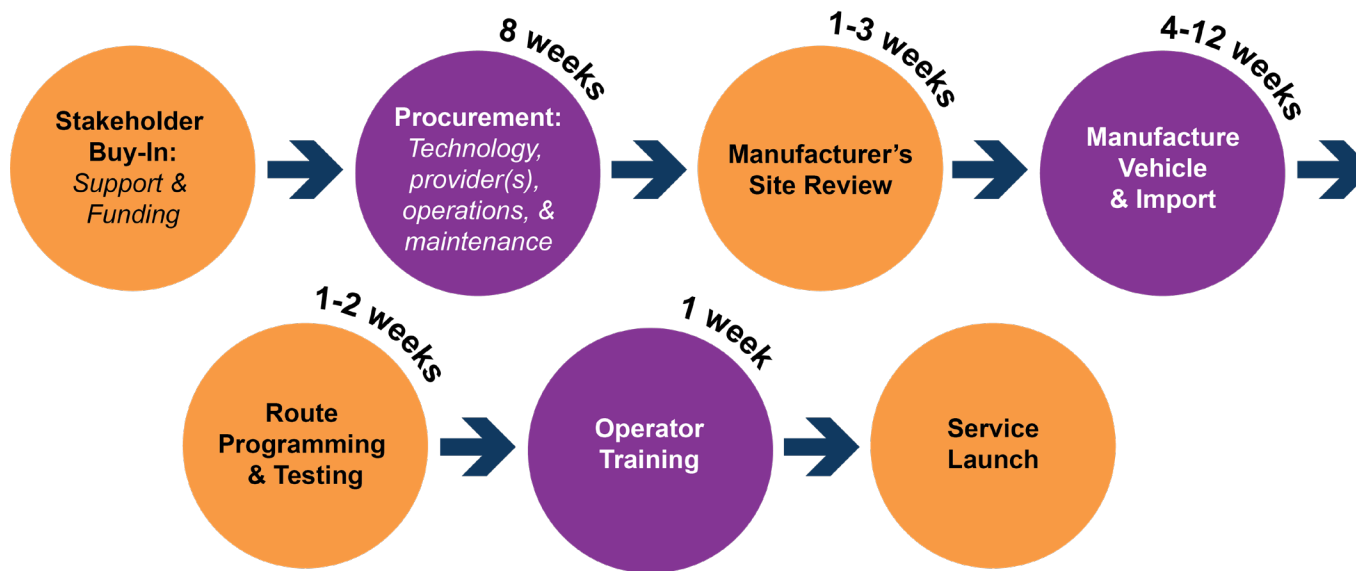 Stakeholder
Buy-In:
Support &
Funding
8 weeks
Procurement:
Technology,
provider(s),
operations, &
maintenance
1-3 weeks
Manufacturer’s
Site Review
4-12 weeks
Manufacture
Vehicle
& Import
1-2 weeks
Route
Programming
& Testing
1 week
Operator
Training
Service
Launch